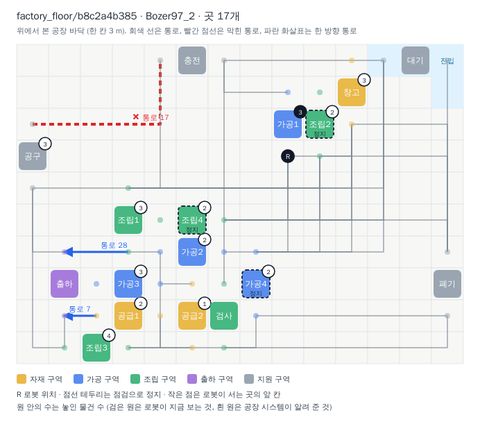 factory_floor/b8c2a4b385 · Bozer97_2 · 곳 17개
위에서 본 공장 바닥 (한 칸 3 m). 회색 선은 통로, 빨간 점선은 막힌 통로, 파란 화살표는 한 방향 통로
충전
대기
진입
창고 3
✕ 통로 17
가공1 3
조립2 2
정지
공구 3
R
조립1 3
조립4 2
정지
통로 28
가공2 2
출하
가공3 3
가공4 2
정지
폐기
통로 7
공급1 2
공급2 1
검사
조립3 4
자재 구역
가공 구역
조립 구역
출하 구역
지원 구역
R 로봇 위치 · 점선 테두리는 점검으로 정지 · 작은 점은 로봇이 서는 곳의 앞 칸
원 안의 수는 놓인 물건 수 (검은 원은 로봇이 지금 보는 것, 흰 원은 공장 시스템이 알려 준 것)